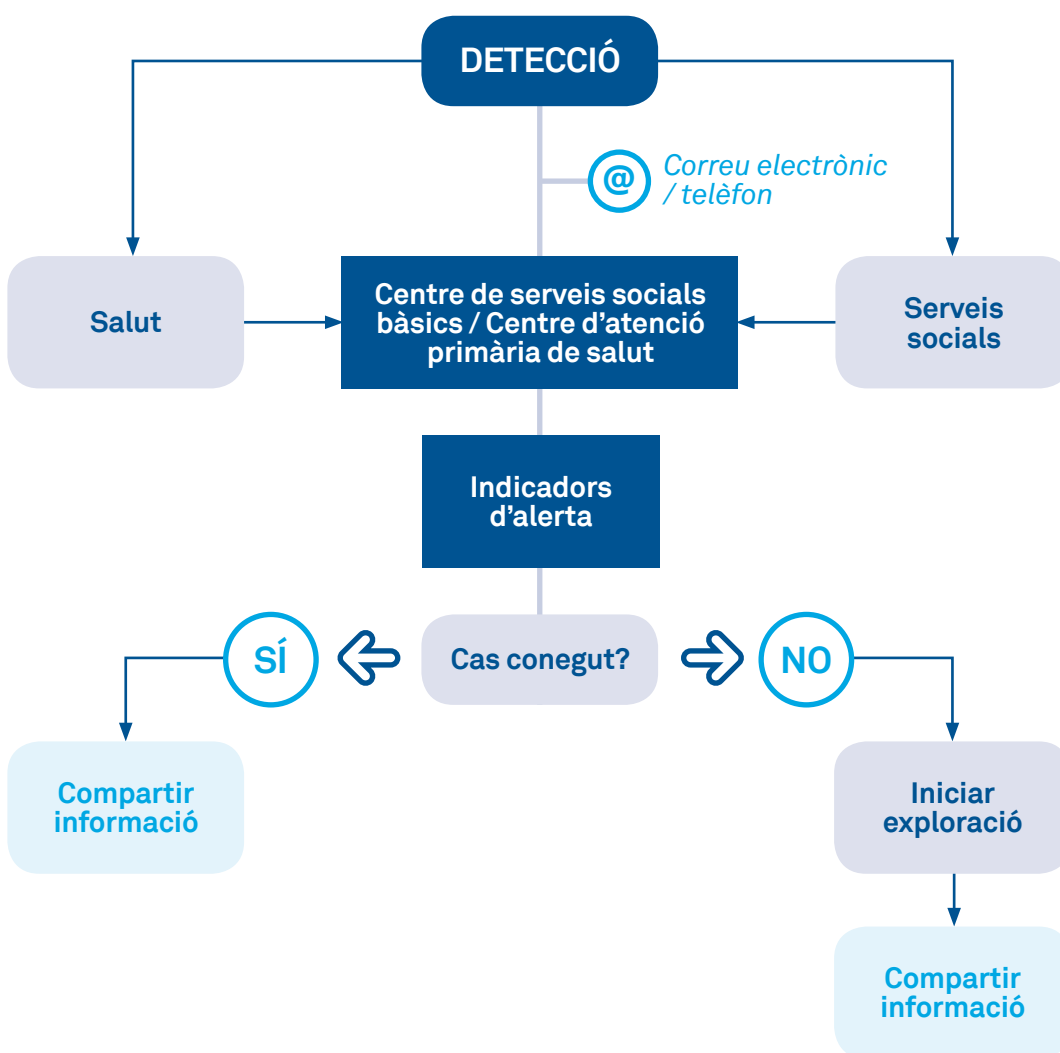 DETECCIÓ
@
Correu electrònic
/ telèfon
Salut
Centre de serveis socials
bàsics / Centre d'atenció
primària de salut
Serveis
socials
Indicadors
d'alerta
SÍ
Cas conegut?
NO
Compartir
informació
Iniciar
exploració
Compartir
informació